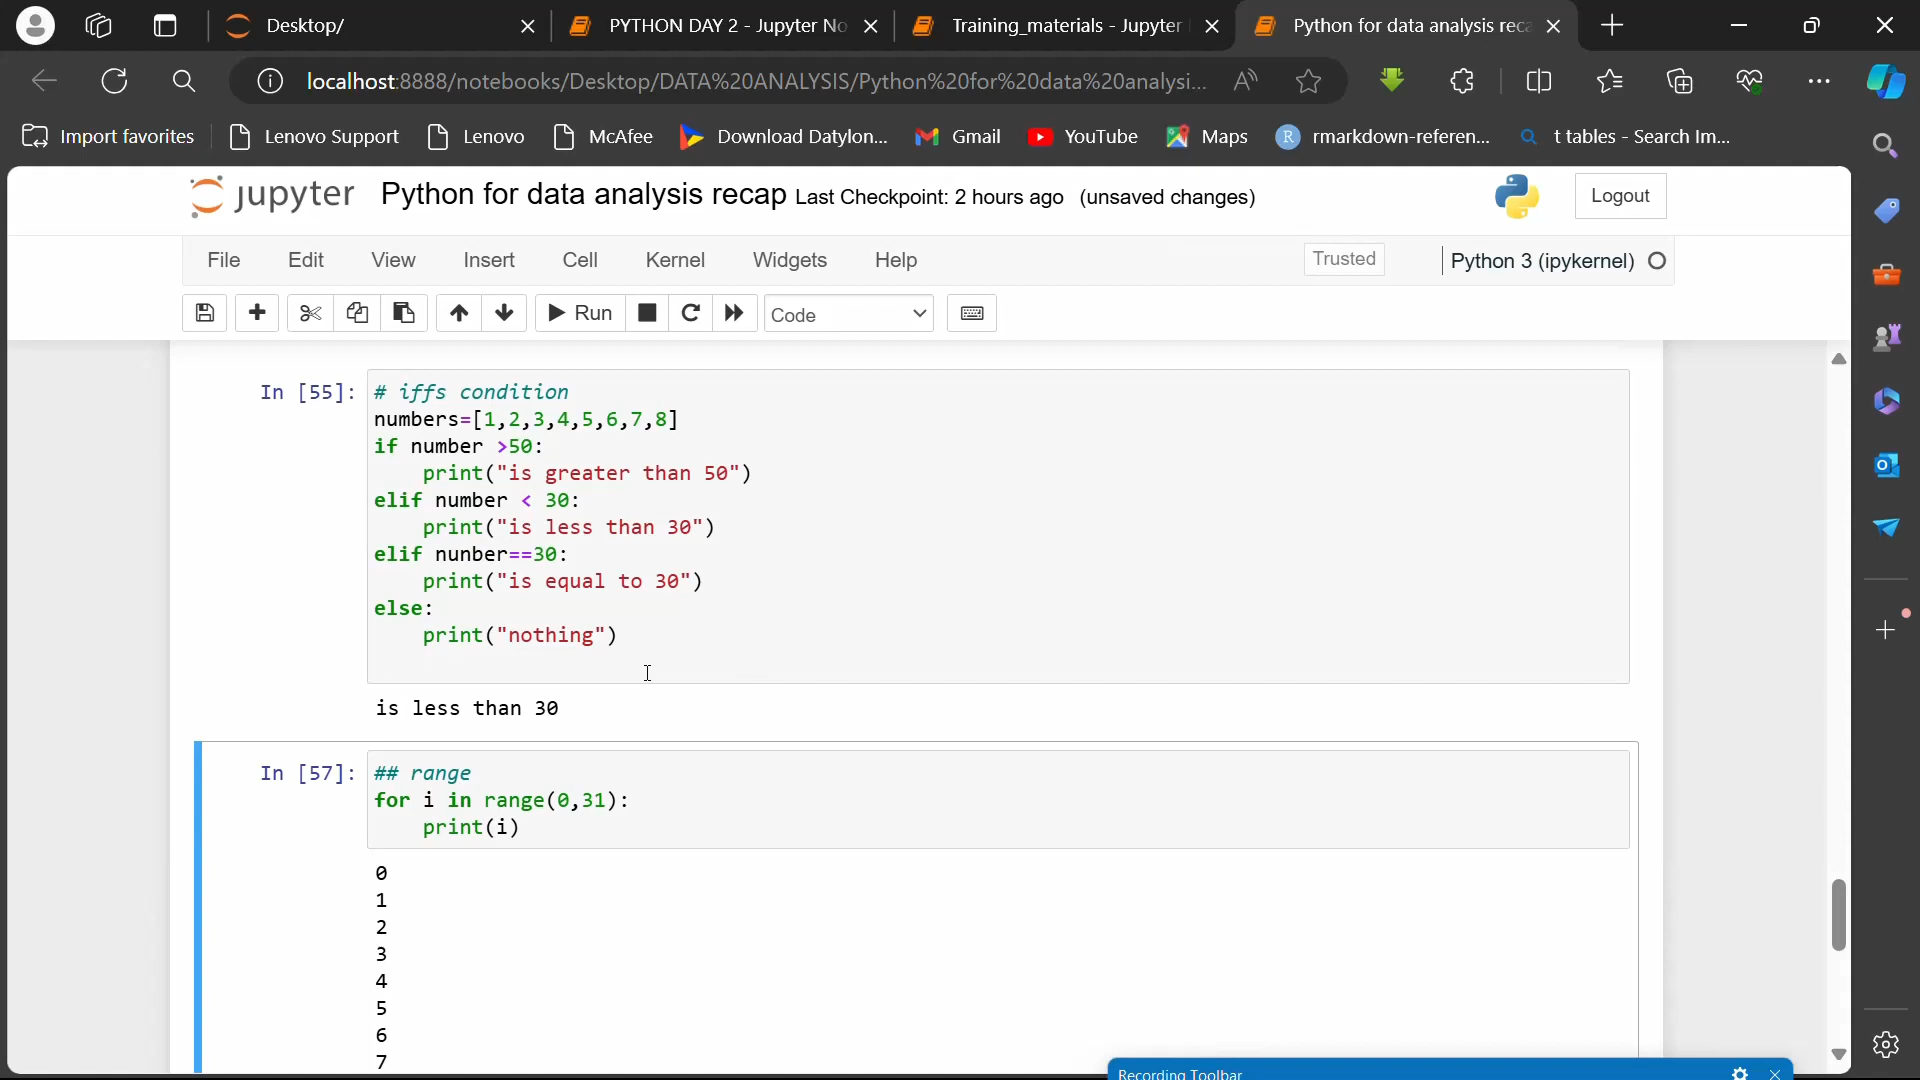 Desktop/
PYTHON DAY 2 - Jupyter No
Training_materials - Jupyter
Python for data analysis reca
localhost:8888/notebooks/Desktop/DATA%20ANALYSIS/Python%20for%20data%20analysi...
Import favorites
Lenovo Support
Lenovo
McAfee
Download Datylon...
Gmail
YouTube
Maps
R
rmarkdown-referen...
t tables - Search Im...
jupyter
Python for data analysis recap Last Checkpoint: 2 hours ago (unsaved changes)
Logout
File Edit View Insert Cell Kernel Widgets Help
Trusted
Python 3 (ipykernel)
Run
Code
In [55]:
# iffs condition
numbers=[1,2,3,4,5,6,7,8]
if number >50:
    print("is greater than 50")
elif number < 30:
    print("is less than 30")
elif nunber==30:
    print("is equal to 30")
else:
    print("nothing")
is less than 30
In [57]:
## range
for i in range(0,31):
    print(i)
0
1
2
3
4
5
6
7
Recording Toolbar